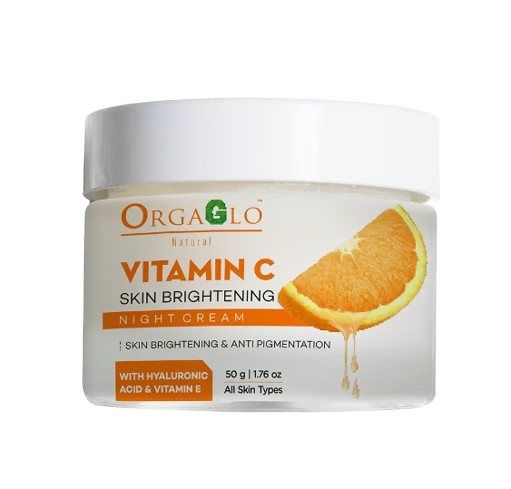 ORGAGLO™
Natural
VITAMIN C
SKIN BRIGHTENING
NIGHT CREAM
SKIN BRIGHTENING & ANTI PIGMENTATION
WITH HYALURONIC
ACID & VITAMIN E
50 g | 1.76 oz
All Skin Types